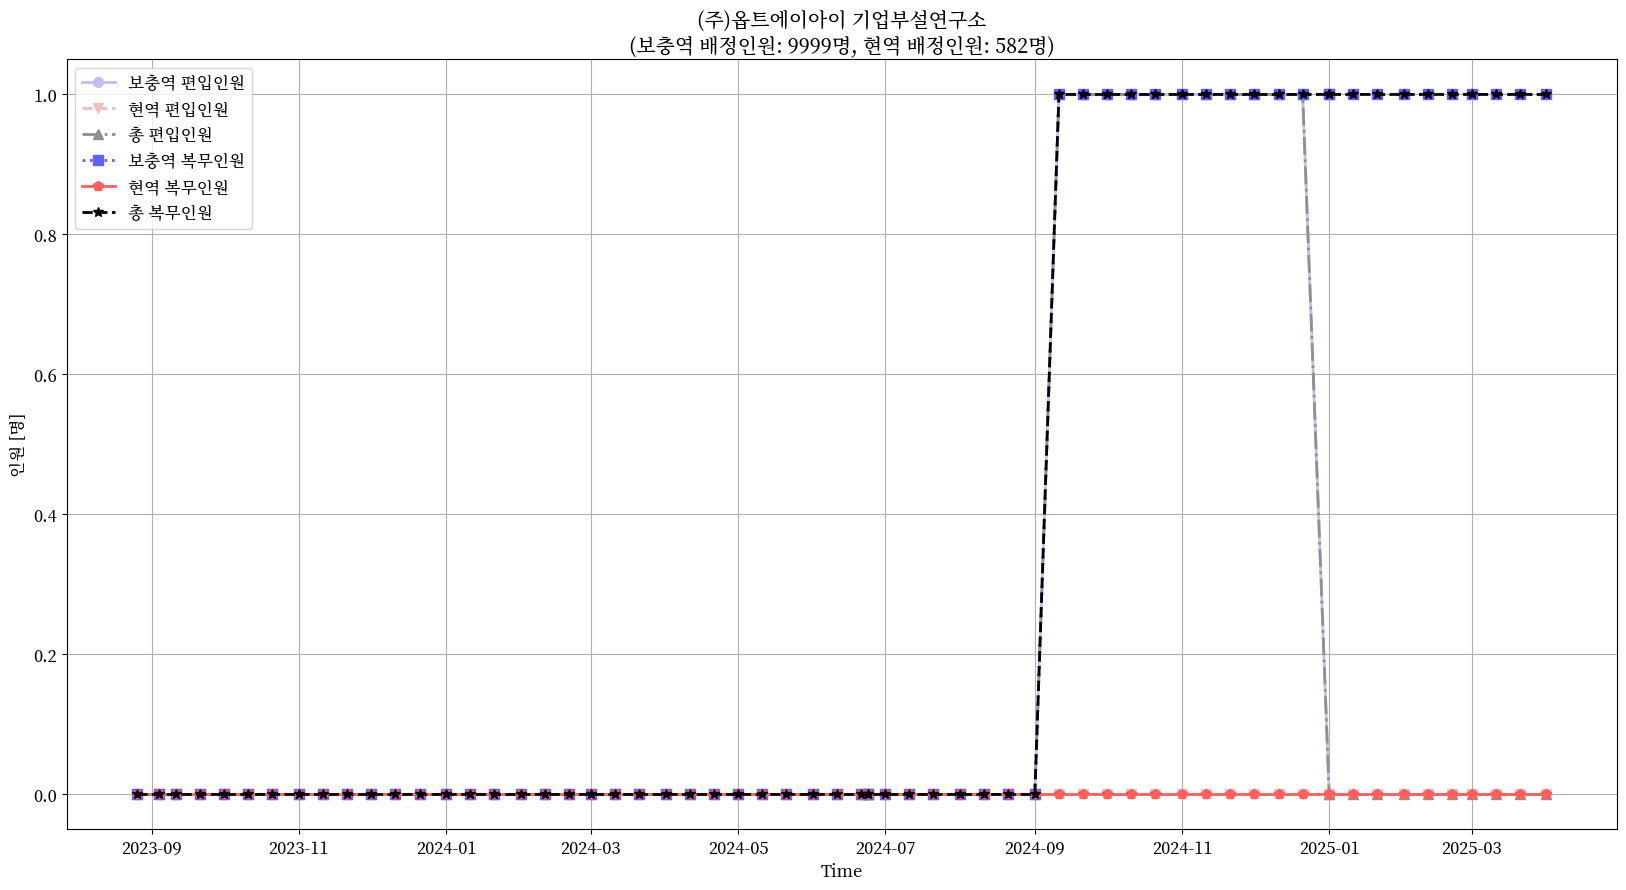 (주)옵트에이아이 기업부설연구소
(보충역 배정인원: 9999명, 현역 배정인원: 582명)
보충역 편입인원
현역 편입인원
총 편입인원
보충역 복무인원
현역 복무인원
총 복무인원
인원 [명]
1.0
0.8
0.6
0.4
0.2
0.0
2023-09 2023-11 2024-01 2024-03 2024-05 2024-07 2024-09 2024-11 2025-01 2025-03
Time